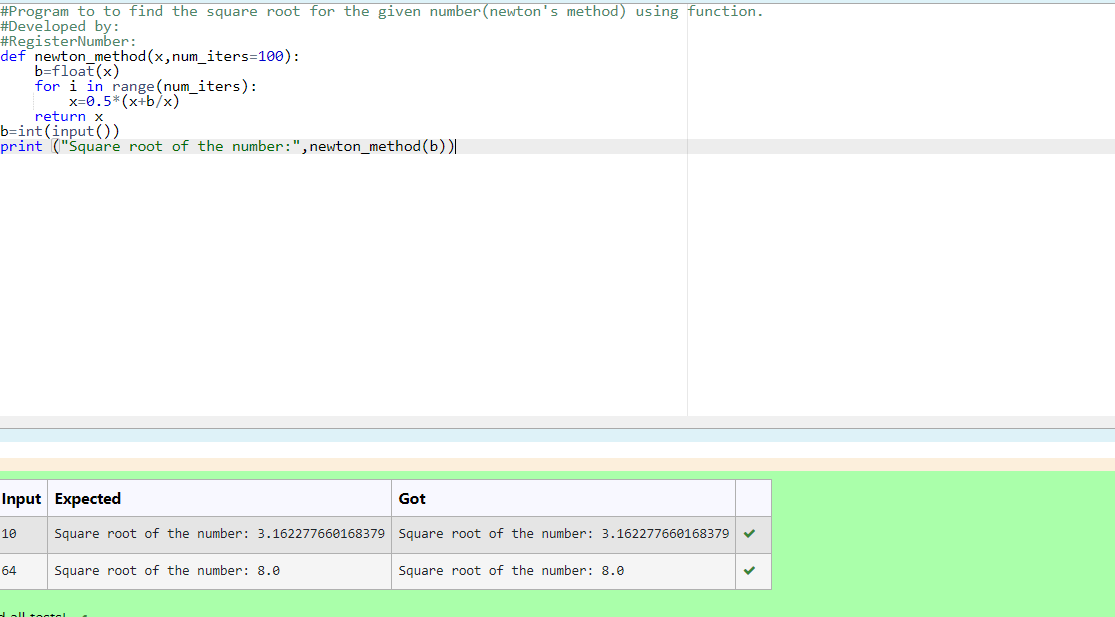 #Program to to find the square root for the given number(newton's method) using function.
#Developed by:
#RegisterNumber:
def newton_method(x,num_iters=100):
    b=float(x)
    for i in range(num_iters):
        x=0.5*(x+b/x)
    return x
b=int(input())
print ("Square root of the number:",newton_method(b))
Input Expected Got
10 Square root of the number: 3.162277660168379 Square root of the number: 3.162277660168379
64 Square root of the number: 8.0 Square root of the number: 8.0
all tests!